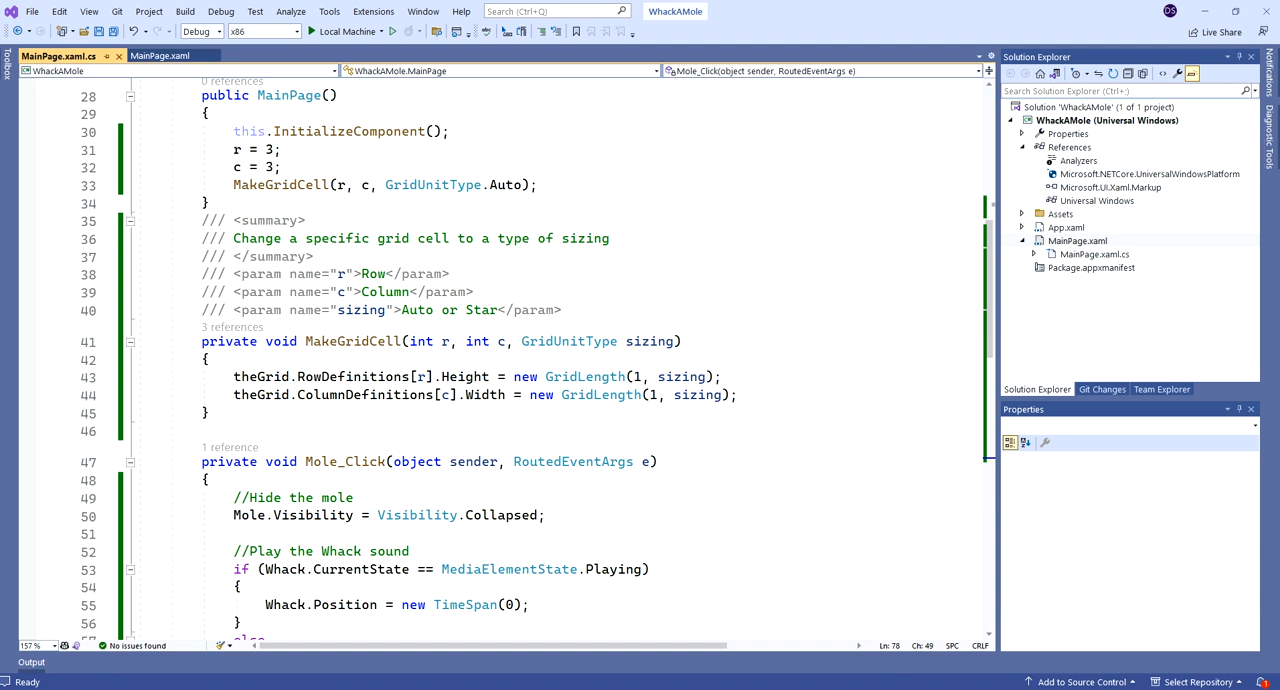 File Edit View Git Project Build Debug Test Analyze Tools Extensions Window Help Search (Ctrl+Q) WhackAMole DS
Debug x86 Local Machine Live Share
Toolbox
MainPage.xaml.cs MainPage.xaml
WhackAMole WhackAMole.MainPage Mole_Click(object sender, RoutedEventArgs e)
0 references
28 public MainPage()
29 {
30 this.InitializeComponent();
31 r = 3;
32 c = 3;
33 MakeGridCell(r, c, GridUnitType.Auto);
34 }
35 /// <summary>
36 /// Change a specific grid cell to a type of sizing
37 /// </summary>
38 /// <param name="r">Row</param>
39 /// <param name="c">Column</param>
40 /// <param name="sizing">Auto or Star</param>
3 references
41 private void MakeGridCell(int r, int c, GridUnitType sizing)
42 {
43 theGrid.RowDefinitions[r].Height = new GridLength(1, sizing);
44 theGrid.ColumnDefinitions[c].Width = new GridLength(1, sizing);
45 }
46
1 reference
47 private void Mole_Click(object sender, RoutedEventArgs e)
48 {
49 //Hide the mole
50 Mole.Visibility = Visibility.Collapsed;
51
52 //Play the Whack sound
53 if (Whack.CurrentState == MediaElementState.Playing)
54 {
55 Whack.Position = new TimeSpan(0);
56 }
57 else
157 % No issues found Ln: 78 Ch: 49 SPC CRLF
Solution Explorer
Search Solution Explorer (Ctrl+;)
Solution 'WhackAMole' (1 of 1 project)
WhackAMole (Universal Windows)
Properties
References
Analyzers
Microsoft.NETCore.UniversalWindowsPlatform
Microsoft.UI.Xaml.Markup
Universal Windows
Assets
App.xaml
MainPage.xaml
MainPage.xaml.cs
Package.appxmanifest
Solution Explorer Git Changes Team Explorer
Properties
Notifications
Diagnostic Tools
Output
Ready Add to Source Control Select Repository 1